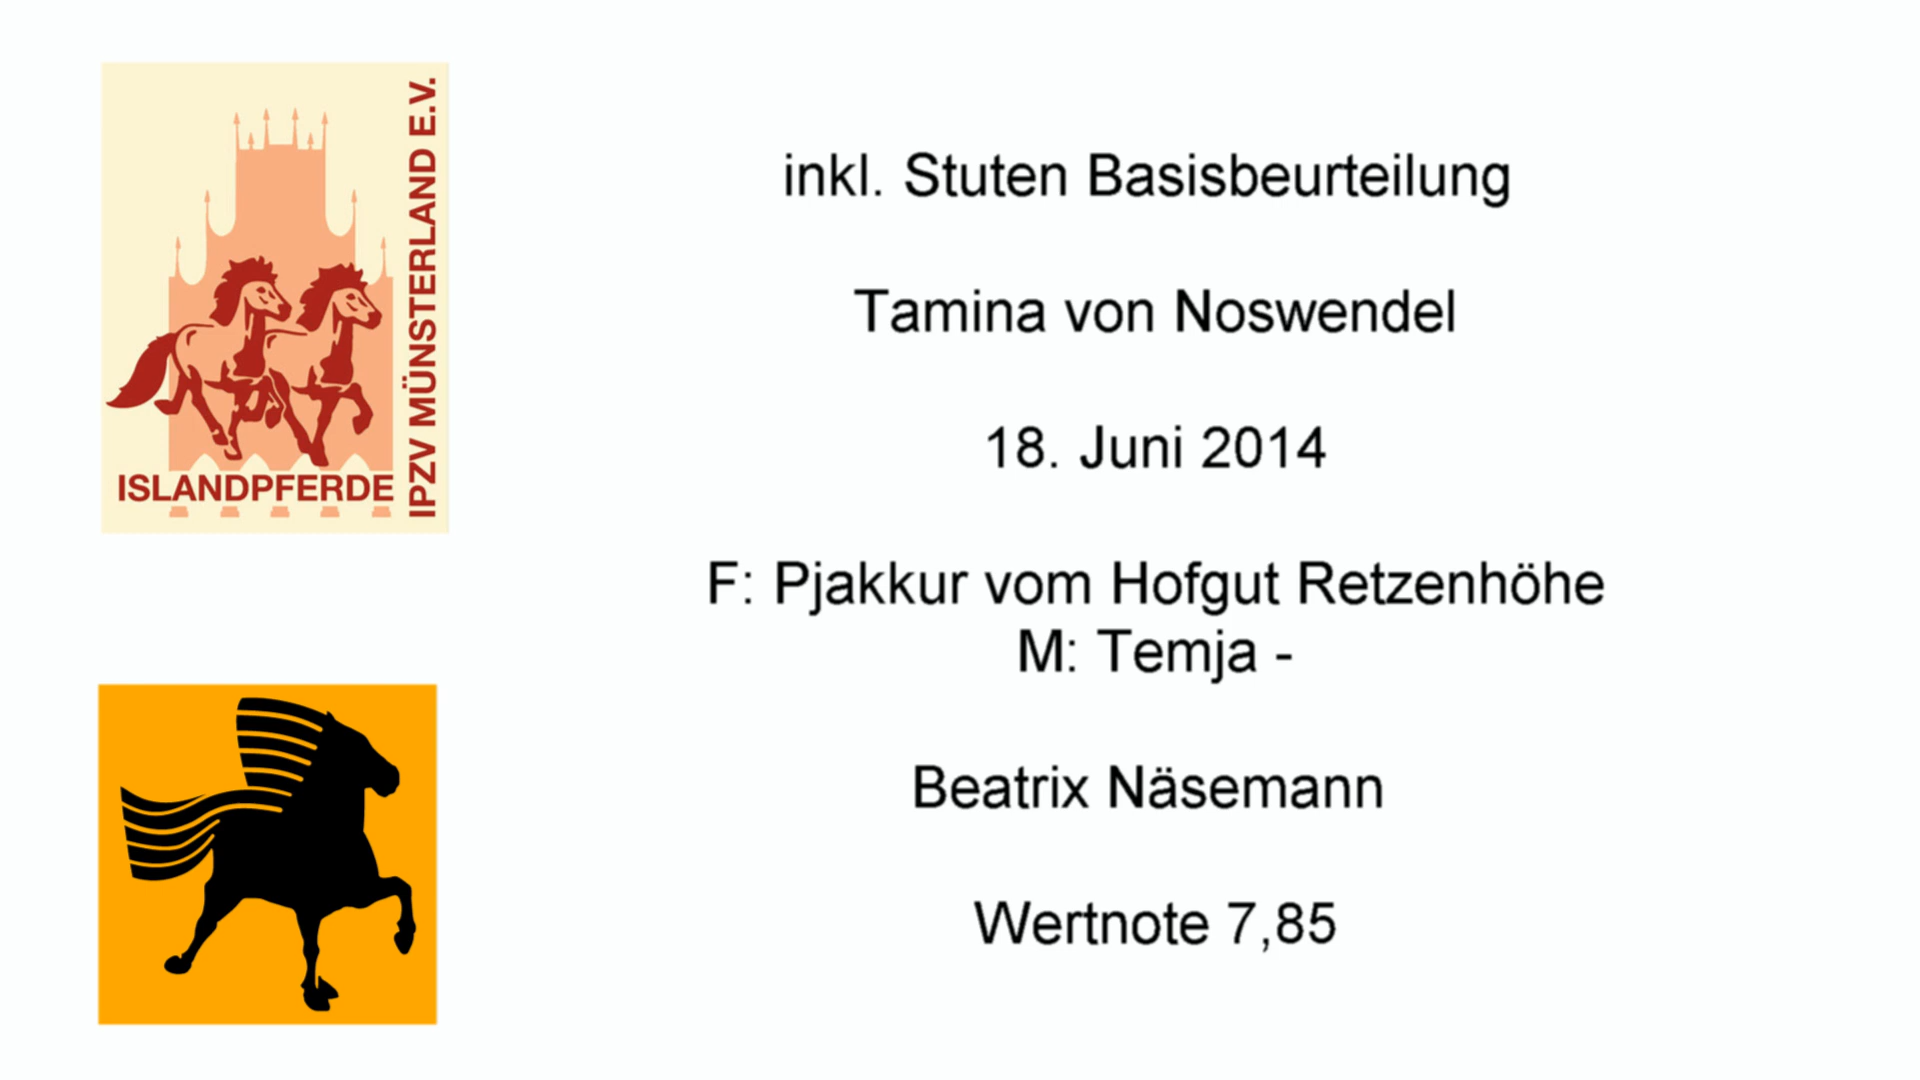 ISLANDPFERDE
IPZV MÜNSTERLAND E.V.
inkl. Stuten Basisbeurteilung
Tamina von Noswendel
18. Juni 2014
F: Pjakkur vom Hofgut Retzenhöhe
M: Temja -
Beatrix Näsemann
Wertnote 7,85